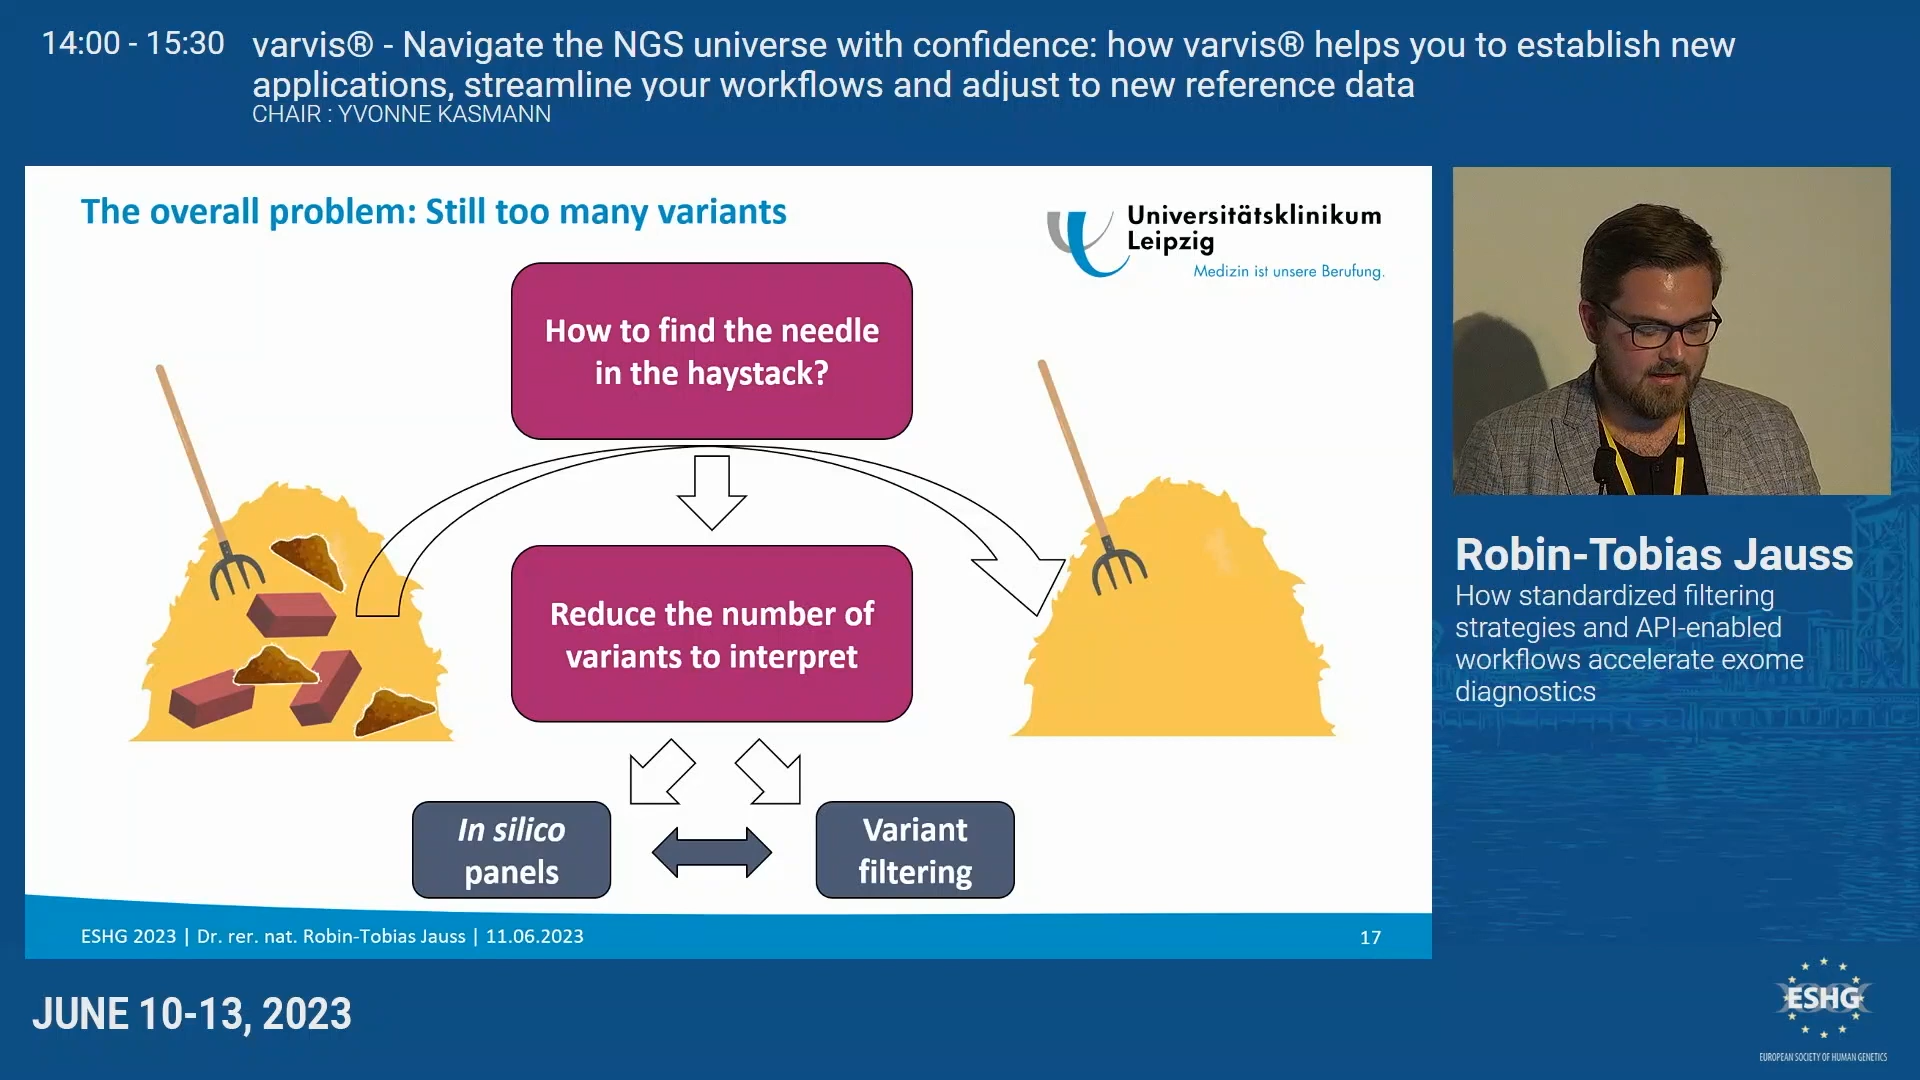 14:00 - 15:30
varvis® - Navigate the NGS universe with confidence: how varvis® helps you to establish new
applications, streamline your workflows and adjust to new reference data
CHAIR : YVONNE KASMANN
The overall problem: Still too many variants
Universitätsklinikum
Leipzig
Medizin ist unsere Berufung.
How to find the needle
in the haystack?
Reduce the number of
variants to interpret
In silico
panels
Variant
filtering
ESHG 2023 | Dr. rer. nat. Robin-Tobias Jauss | 11.06.2023
17
Robin-Tobias Jauss
How standardized filtering
strategies and API-enabled
workflows accelerate exome
diagnostics
JUNE 10-13, 2023
ESHG
EUROPEAN SOCIETY OF HUMAN GENETICS